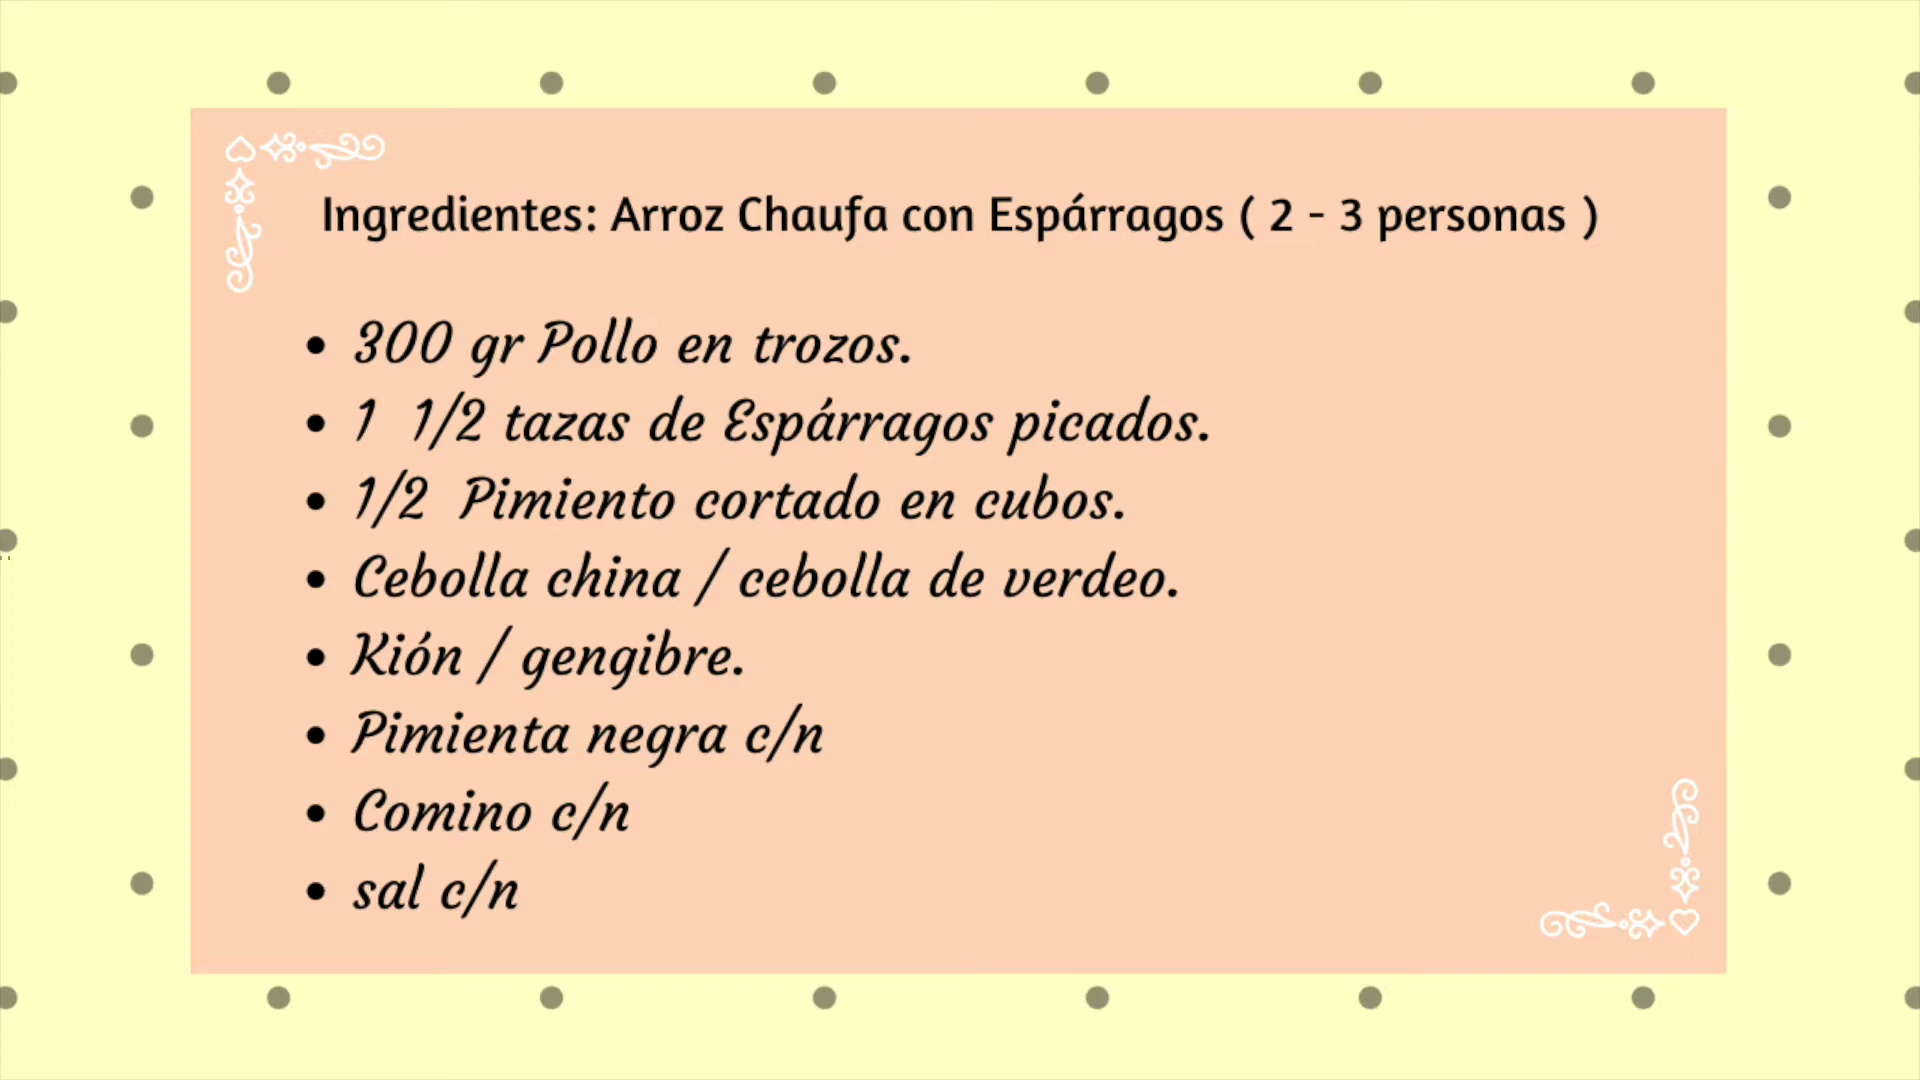 Ingredientes: Arroz Chaufa con Espárragos ( 2 - 3 personas )
• 300 gr Pollo en trozos.
• 1  1/2 tazas de Espárragos picados.
• 1/2  Pimiento cortado en cubos.
• Cebolla china / cebolla de verdeo.
• Kión / gengibre.
• Pimienta negra c/n
• Comino c/n
• sal c/n